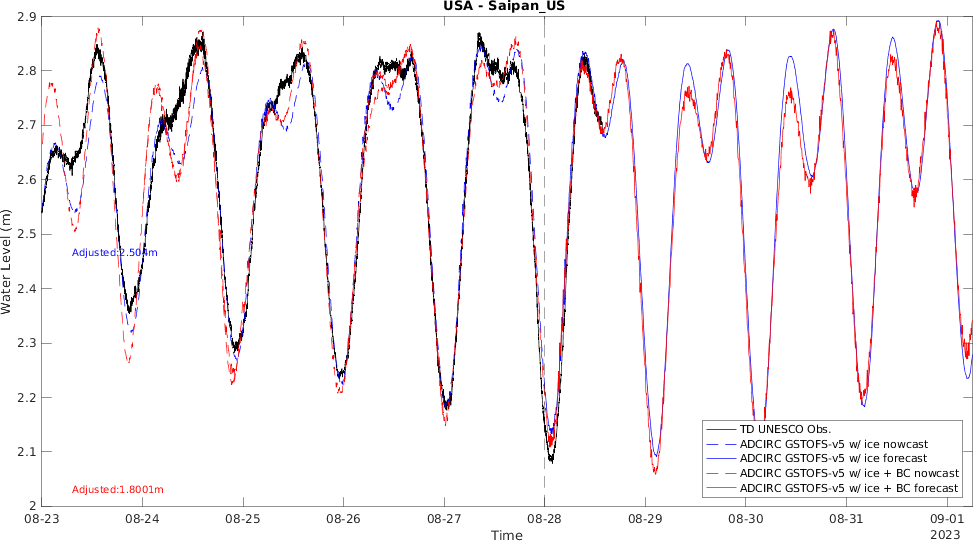 USA - Saipan_US
2.9
2.8
2.7
2.6
2.5
2.4
2.3
2.2
2.1
2
Water Level (m)
Adjusted:2.504m
Adjusted:1.8001m
TD UNESCO Obs.
ADCIRC GSTOFS-v5 w/ ice nowcast
ADCIRC GSTOFS-v5 w/ ice forecast
ADCIRC GSTOFS-v5 w/ ice + BC nowcast
ADCIRC GSTOFS-v5 w/ ice + BC forecast
08-23 08-24 08-25 08-26 08-27 08-28 08-29 08-30 08-31 09-01
2023
Time